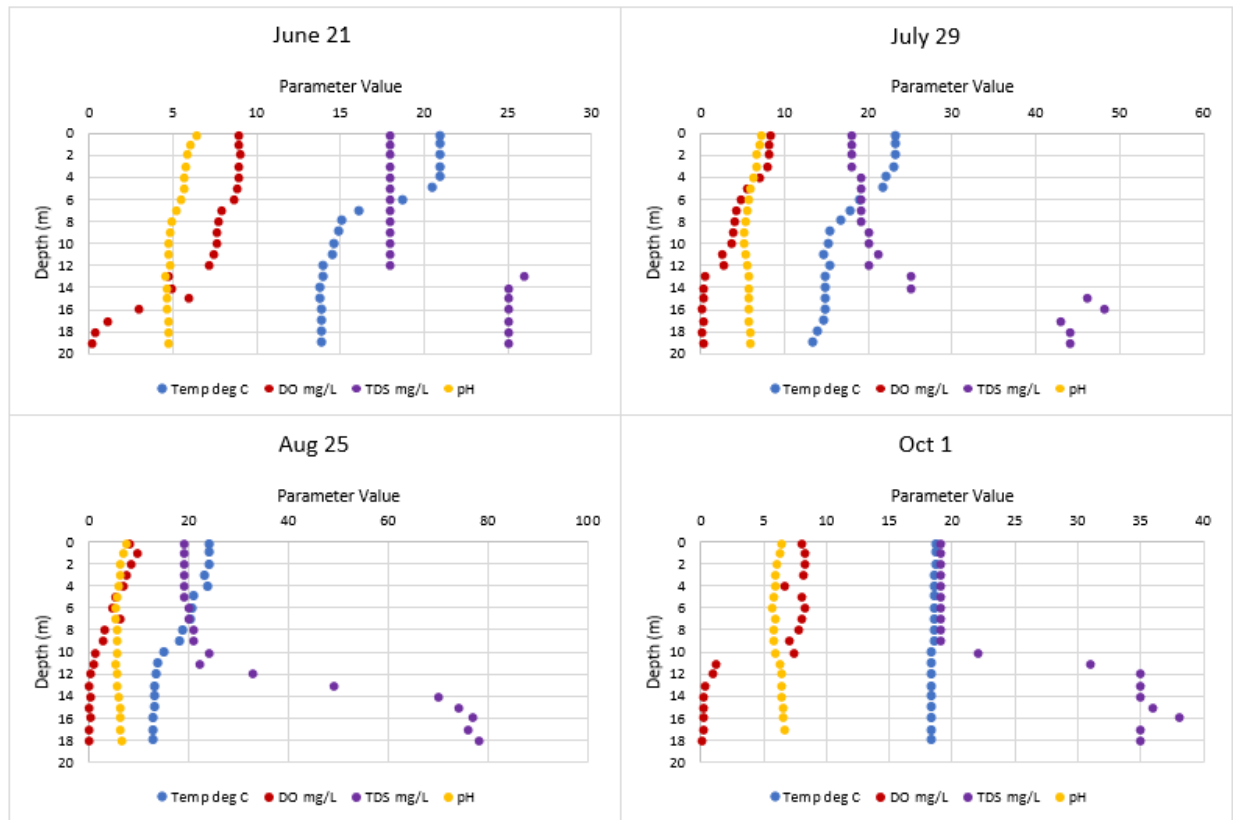 June 21
Parameter Value
0 5 10 15 20 25 30
0
2
4
6
8
10
12
14
16
18
20
Depth (m)
Temp deg C DO mg/L TDS mg/L pH
July 29
Parameter Value
0 10 20 30 40 50 60
0
2
4
6
8
10
12
14
16
18
20
Depth (m)
Temp deg C DO mg/L TDS mg/L pH
Aug 25
Parameter Value
0 20 40 60 80 100
0
2
4
6
8
10
12
14
16
18
20
Depth (m)
Temp deg C DO mg/L TDS mg/L pH
Oct 1
Parameter Value
0 5 10 15 20 25 30 35 40
0
2
4
6
8
10
12
14
16
18
20
Depth (m)
Temp deg C DO mg/L TDS mg/L pH